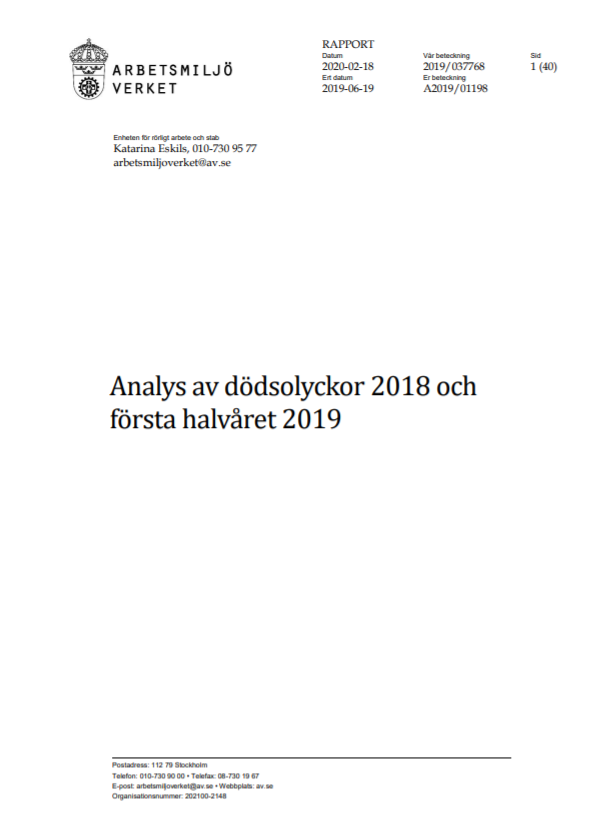 ARBETSMILJÖ
VERKET
RAPPORT
Datum
2020-02-18
Ert datum
2019-06-19
Vår beteckning
2019/037768
Er beteckning
A2019/01198
Sid
1 (40)
Enheten för rörligt arbete och stab
Katarina Eskils, 010-730 95 77
arbetsmiljoverket@av.se
Analys av dödsolyckor 2018 och
första halvåret 2019
Postadress: 112 79 Stockholm
Telefon: 010-730 90 00 • Telefax: 08-730 19 67
E-post: arbetsmiljoverket@av.se • Webbplats: av.se
Organisationsnummer: 202100-2148